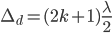 Δ_d = (2k + 1) λ/2